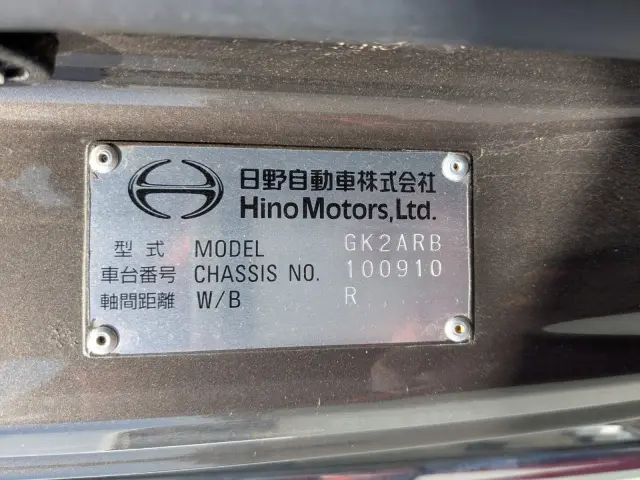 日野自動車株式会社
Hino Motors, Ltd.
型式 MODEL GK2ARB
車台番号 CHASSIS NO. 100910
軸間距離 W/B R